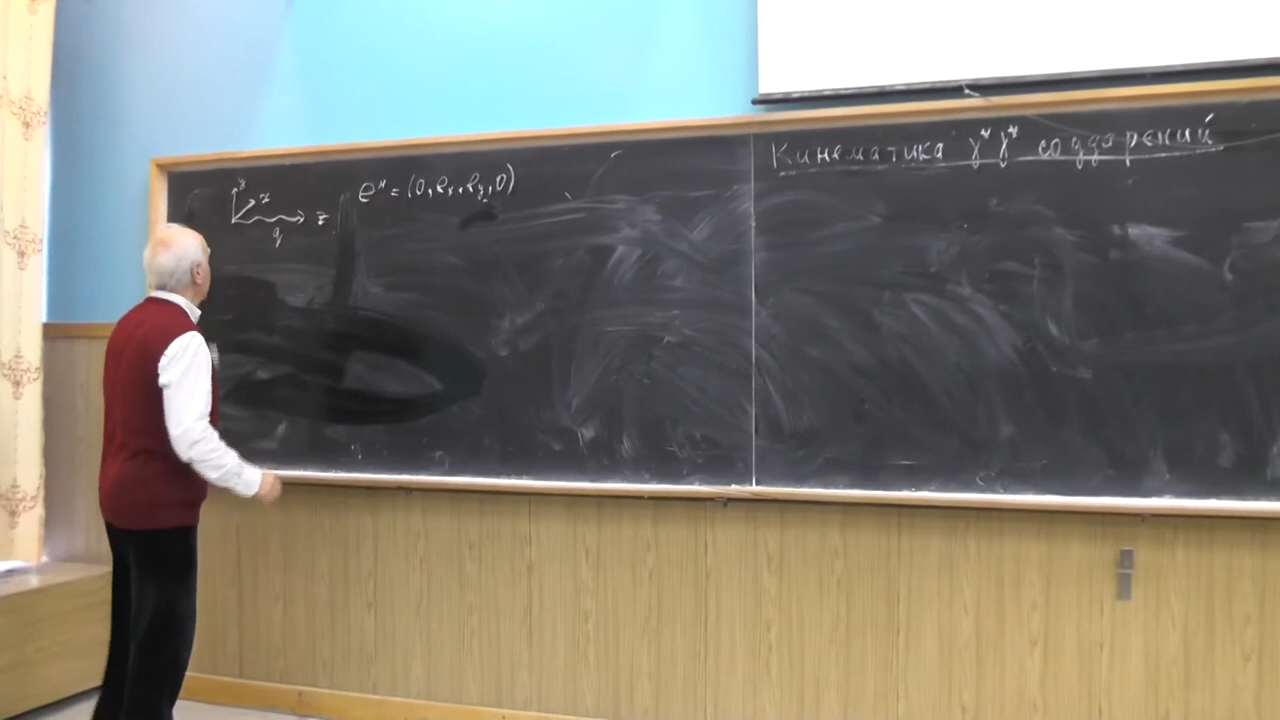 y
x
z
q
e^μ = (0, e_x, e_y, 0)
Кинематика γ*γ* соударений